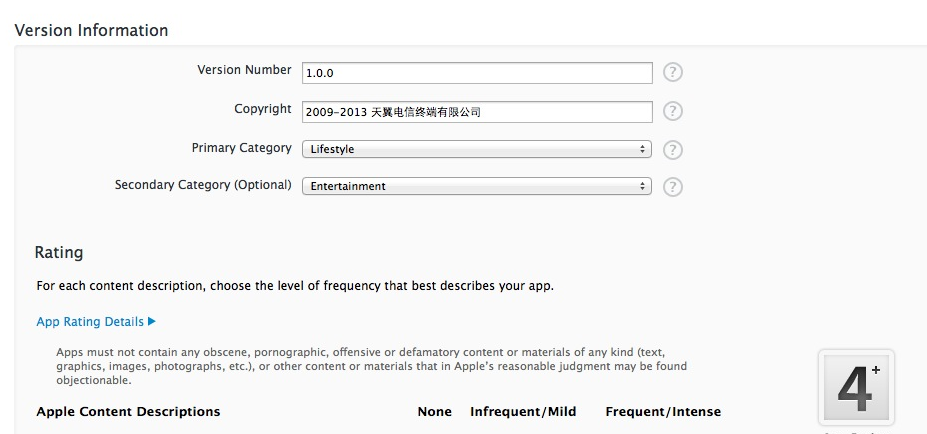 Version Information
Version Number 1.0.0 ?
Copyright 2009-2013 天翼电信终端有限公司 ?
Primary Category Lifestyle ?
Secondary Category (Optional) Entertainment ?
Rating
For each content description, choose the level of frequency that best describes your app.
App Rating Details
Apps must not contain any obscene, pornographic, offensive or defamatory content or materials of any kind (text,
graphics, images, photographs, etc.), or other content or materials that in Apple's reasonable judgment may be found
objectionable.
4+
Apple Content Descriptions None Infrequent/Mild Frequent/Intense